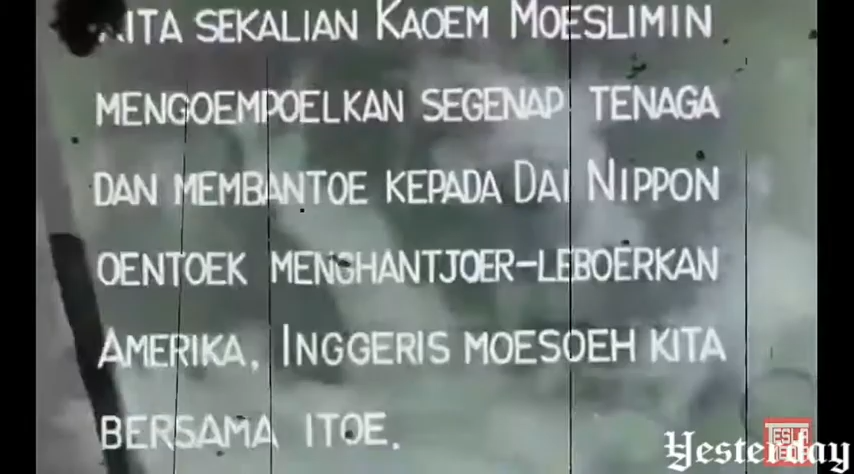 KITA SEKALIAN KAOEM MOESLIMIN
MENGOEMPOELKAN SEGENAP TENAGA
DAN MEMBANTOE KEPADA DAI NIPPON
OENTOEK MENGHANTJOER-LEBOERKAN
AMERIKA, INGGERIS MOESOEH KITA
BERSAMA ITOE.
Yesterday